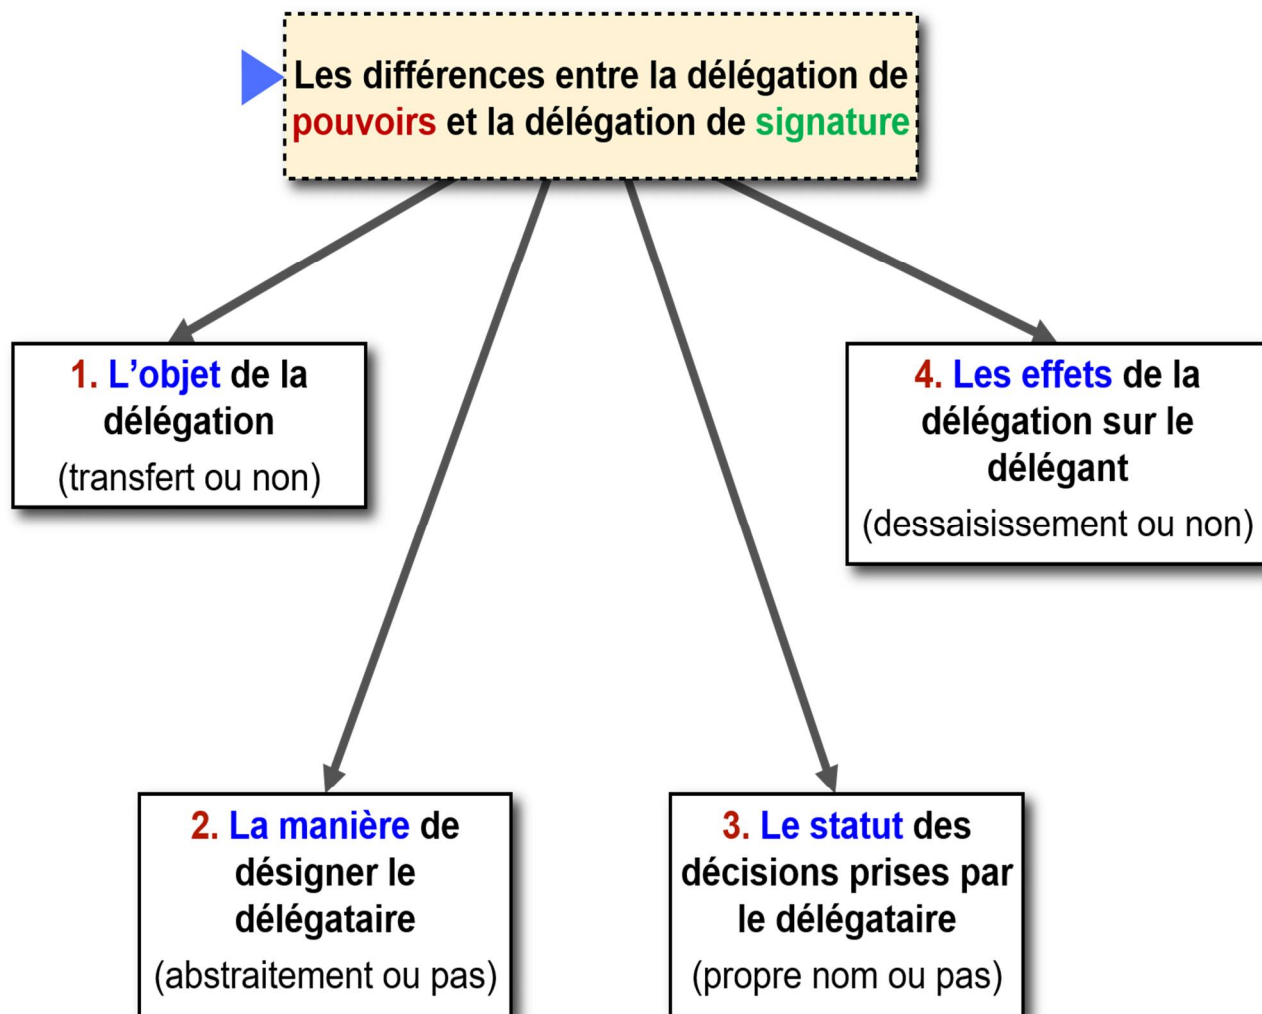 Les différences entre la délégation de
pouvoirs et la délégation de signature
1. L’objet de la
délégation
(transfert ou non)
4. Les effets de la
délégation sur le
délégant
(dessaisissement ou non)
2. La manière de
désigner le
délégataire
(abstraitement ou pas)
3. Le statut des
décisions prises par
le délégataire
(propre nom ou pas)